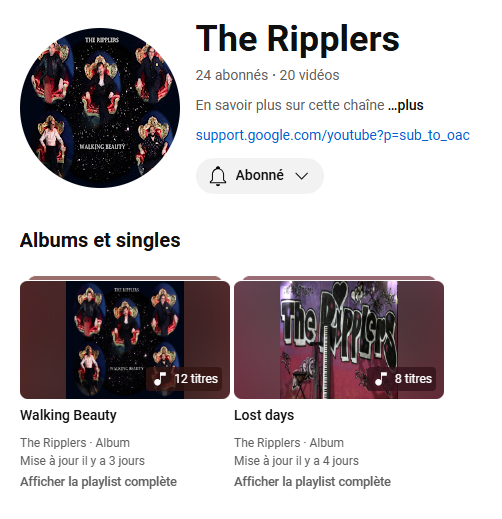 THE RIPPLERS
WALKING BEAUTY
The Ripplers
24 abonnés · 20 vidéos
En savoir plus sur cette chaîne ...plus
support.google.com/youtube?p=sub_to_oac
Abonné
Albums et singles
THE RIPPLERS
WALKING BEAUTY
12 titres
The Ripplers
8 titres
Walking Beauty
The Ripplers · Album
Mise à jour il y a 3 jours
Afficher la playlist complète
Lost days
The Ripplers · Album
Mise à jour il y a 4 jours
Afficher la playlist complète